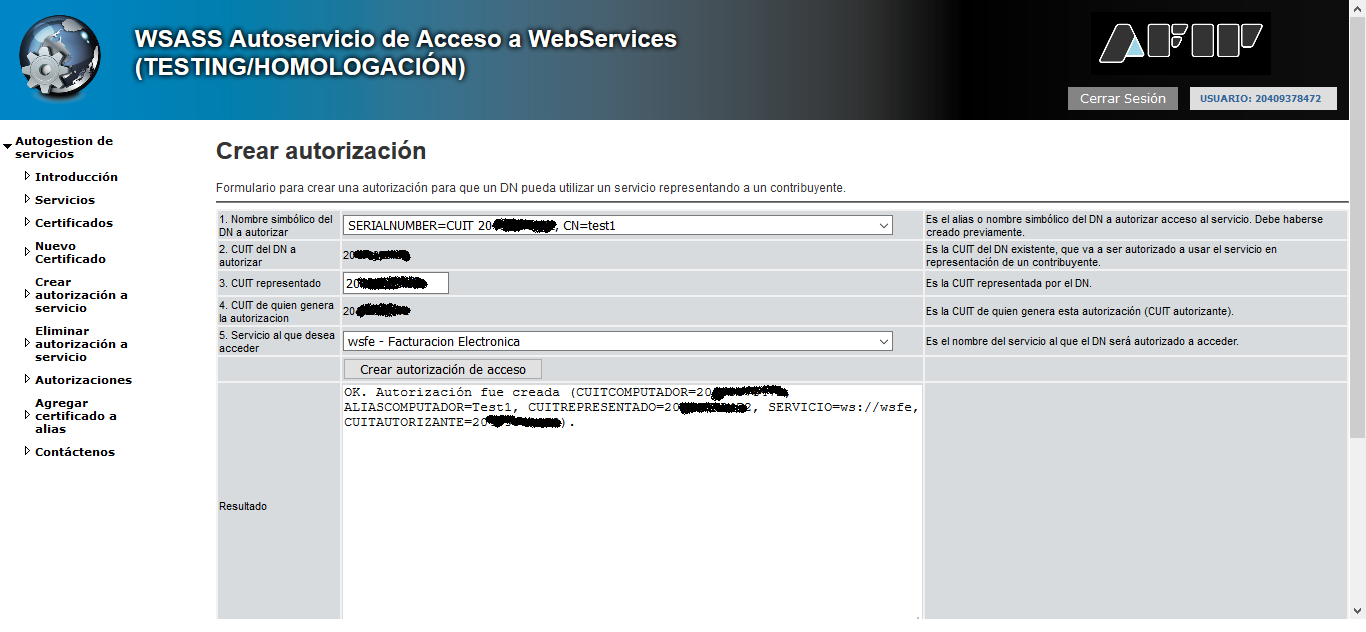 WSASS Autoservicio de Acceso a WebServices
(TESTING/HOMOLOGACIÓN)
AFIP
Cerrar Sesión
USUARIO: 20409378472
Autogestion de
servicios
Introducción
Servicios
Certificados
Nuevo
Certificado
Crear
autorización a
servicio
Eliminar
autorización a
servicio
Autorizaciones
Agregar
certificado a
alias
Contáctenos
Crear autorización
Formulario para crear una autorización para que un DN pueda utilizar un servicio representando a un contribuyente.
1. Nombre simbólico del
DN a autorizar
SERIALNUMBER=CUIT 20 , CN=test1
Es el alias o nombre simbólico del DN a autorizar acceso al servicio. Debe haberse
creado previamente.
2. CUIT del DN a
autorizar
20
Es la CUIT del DN existente, que va a ser autorizado a usar el servicio en
representación de un contribuyente.
3. CUIT representado
20
Es la CUIT representada por el DN.
4. CUIT de quien genera
la autorizacion
20
Es la CUIT de quien genera esta autorización (CUIT autorizante).
5. Servicio al que desea
acceder
wsfe - Facturacion Electronica
Es el nombre del servicio al que el DN será autorizado a acceder.
Crear autorización de acceso
Resultado
OK. Autorización fue creada (CUITCOMPUTADOR=20
ALIASCOMPUTADOR=Test1, CUITREPRESENTADO=20 2, SERVICIO=ws://wsfe,
CUITAUTORIZANTE=20 ).